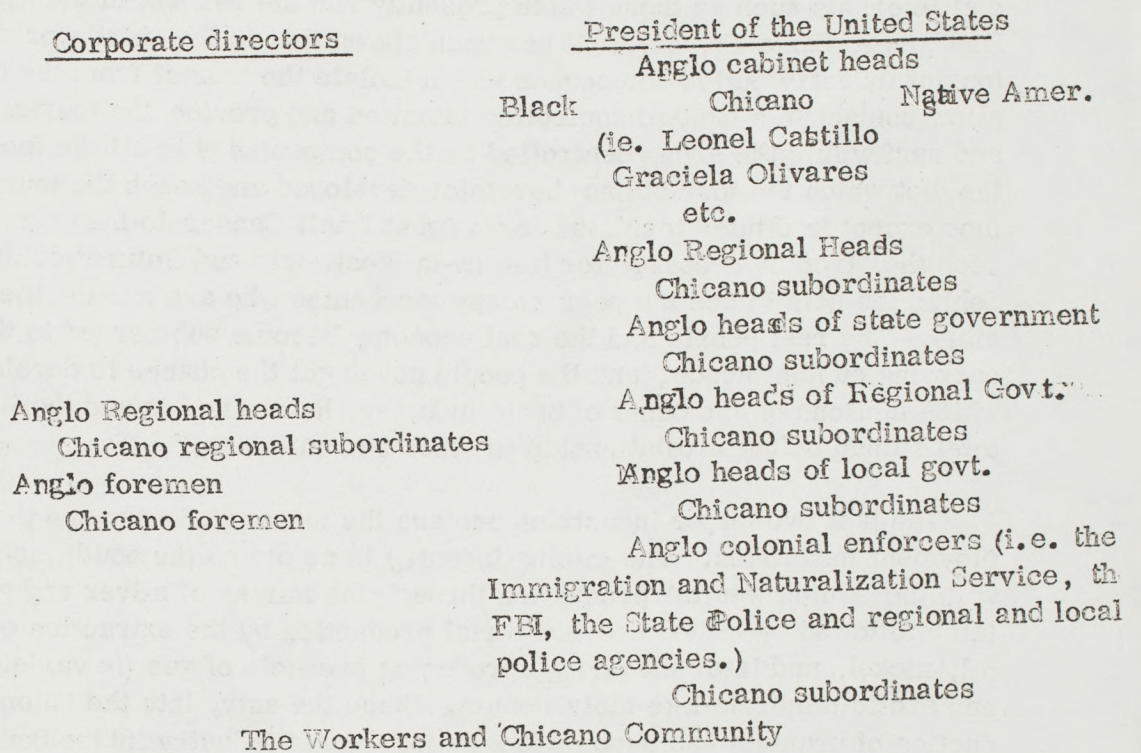 Corporate directors
President of the United States
Anglo cabinet heads
Black Chicano Native Amer.
(ie. Leonel Castillo
Graciela Olivares
etc.
Anglo Regional Heads
Chicano subordinates
Anglo heads of state government
Chicano subordinates
Anglo heads of Regional Govt.
Chicano subordinates
Anglo heads of local govt.
Chicano subordinates
Anglo colonial enforcers (i.e. the
Immigration and Naturalization Service, th
FBI, the State Police and regional and local
police agencies.)
Chicano subordinates
Anglo Regional heads
Chicano regional subordinates
Anglo foremen
Chicano foremen
The Workers and Chicano Community